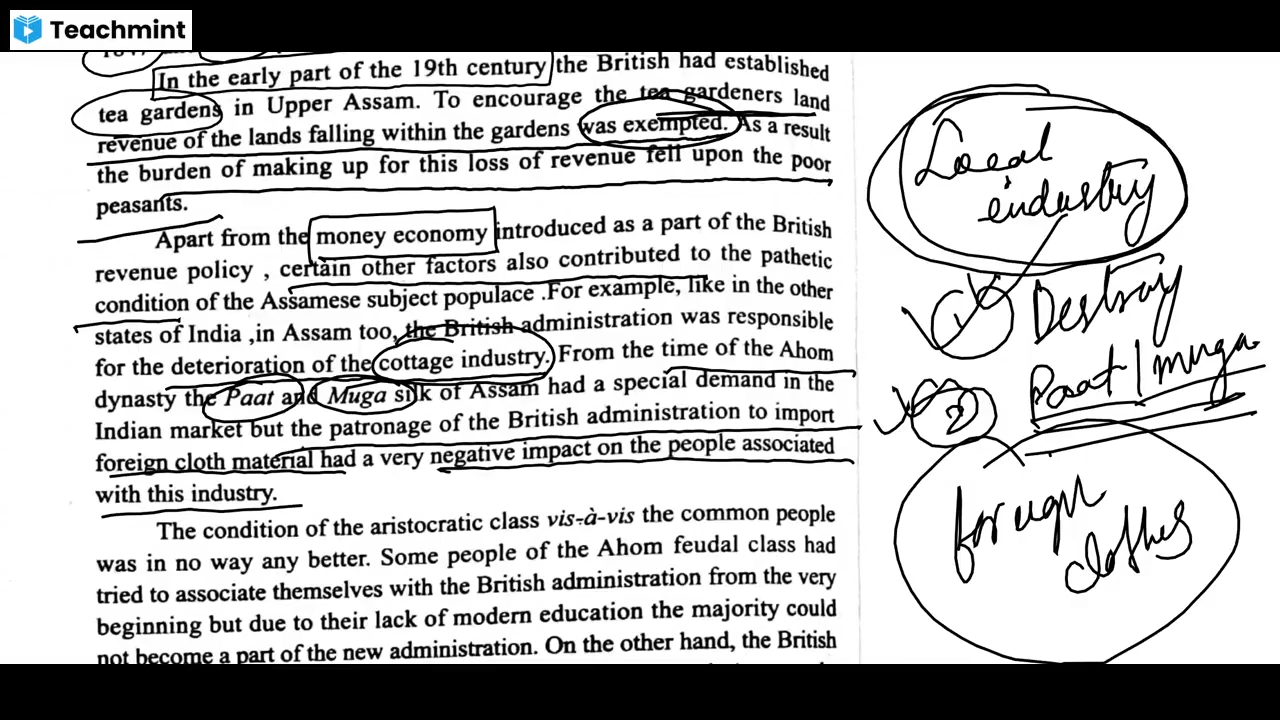 Teachmint
In the early part of the 19th century the British had established
tea gardens in Upper Assam. To encourage the tea gardeners land
revenue of the lands falling within the gardens was exempted. As a result
the burden of making up for this loss of revenue fell upon the poor
peasants.
Apart from the money economy introduced as a part of the British
revenue policy , certain other factors also contributed to the pathetic
condition of the Assamese subject populace .For example, like in the other
states of India ,in Assam too, the British administration was responsible
for the deterioration of the cottage industry. From the time of the Ahom
dynasty the Paat and Muga silk of Assam had a special demand in the
Indian market but the patronage of the British administration to import
foreign cloth material had a very negative impact on the people associated
with this industry.
The condition of the aristocratic class vis-à-vis the common people
was in no way any better. Some people of the Ahom feudal class had
tried to associate themselves with the British administration from the very
beginning but due to their lack of modern education the majority could
not become a part of the new administration. On the other hand, the British
Local
industry
Destroy
2) Paat/muga
clothes